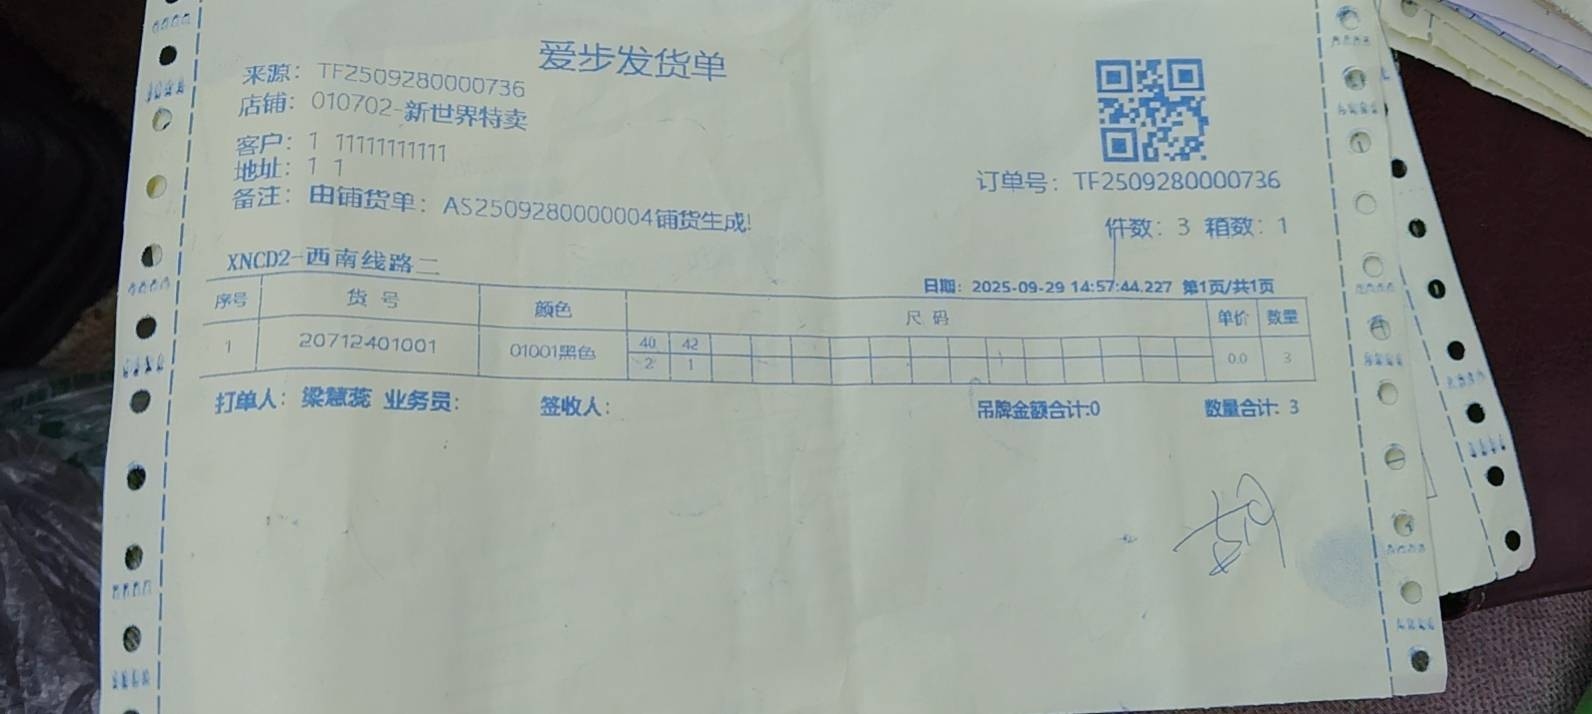 爱步发货单
来源：TF2509280000736
店铺：010702-新世界特卖
客户：1 11111111111
地址：1 1
备注：由铺货单：AS2509280000004铺货生成!
订单号：TF2509280000736
件数：3 箱数：1
XNCD2-西南线路二
日期：2025-09-29 14:57:44.227 第1页/共1页
序号 货号 颜色 尺码 单价 数量
1 20712401001 01001黑色 40 42 0.0 3
2 1
打单人：梁慧蕊 业务员: 签收人: 吊牌金额合计:0 数量合计: 3